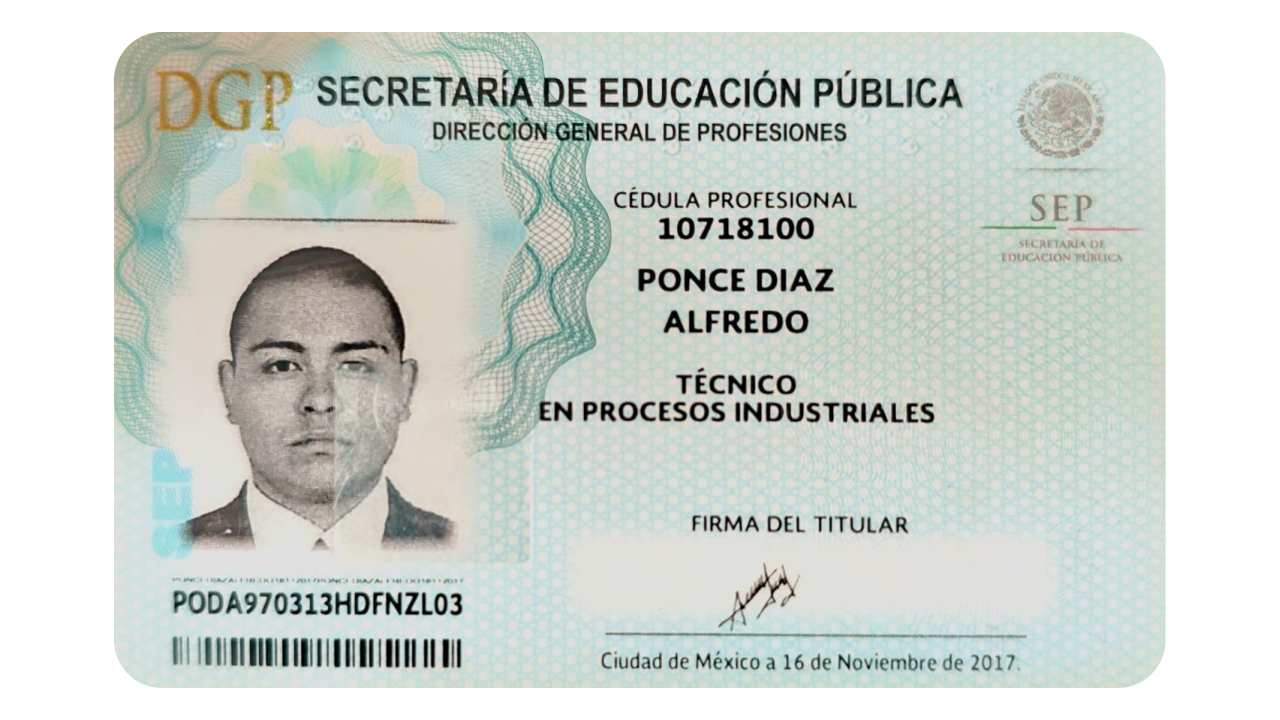 DGP
SECRETARÍA DE EDUCACIÓN PÚBLICA
DIRECCIÓN GENERAL DE PROFESIONES
ESTADOS UNIDOS MEXICANOS
CÉDULA PROFESIONAL
10718100
SEP
SECRETARÍA DE
EDUCACIÓN PÚBLICA
PONCE DIAZ
ALFREDO
TÉCNICO
EN PROCESOS INDUSTRIALES
SEP
FIRMA DEL TITULAR
PODA970313HDFNZL03
Ciudad de México a 16 de Noviembre de 2017.